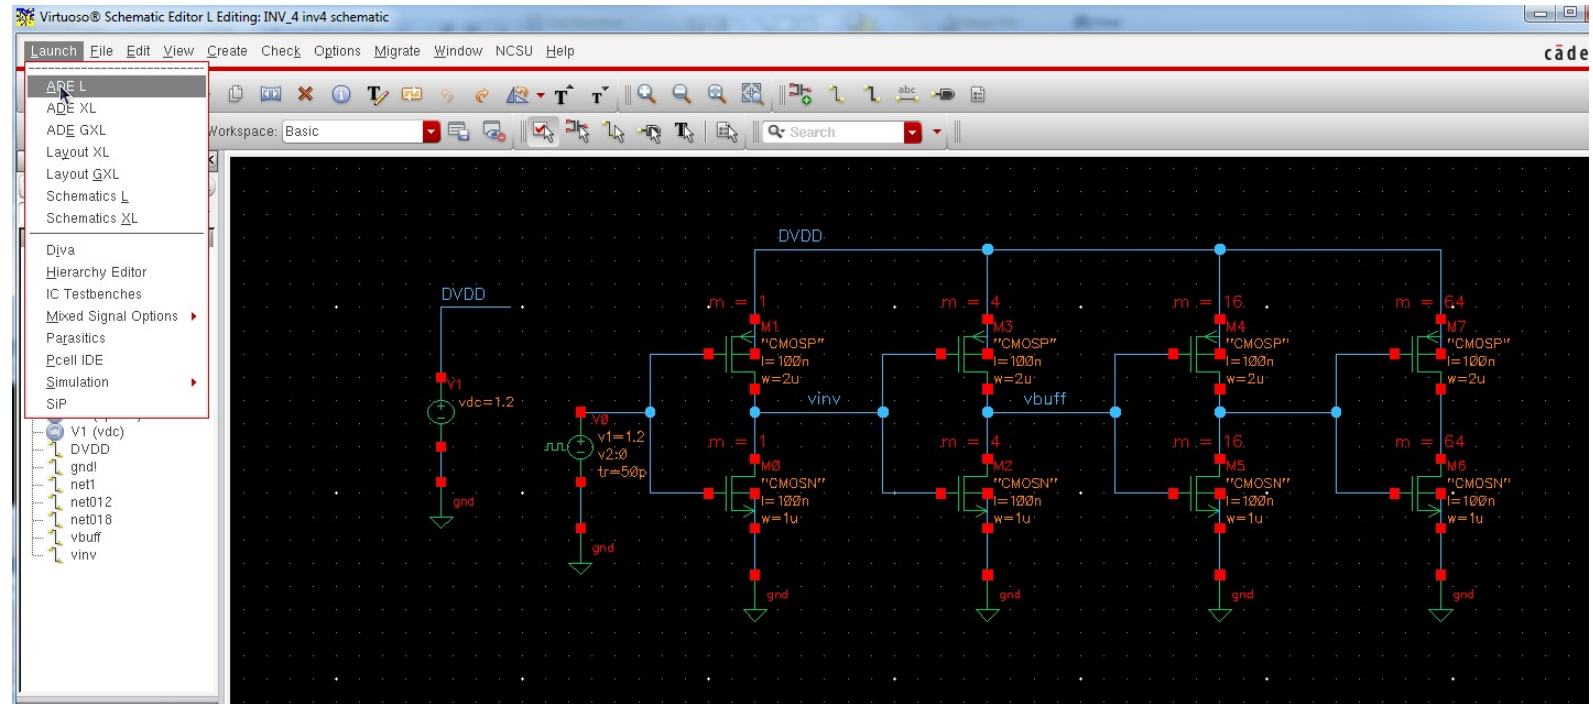 Virtuoso® Schematic Editor L Editing: INV_4 inv4 schematic
Launch File Edit View Create Check Options Migrate Window NCSU Help
cāde
ADE L
ADE XL
ADE GXL
Layout XL
Layout GXL
Schematics L
Schematics XL
Diva
Hierarchy Editor
IC Testbenches
Mixed Signal Options
Parasitics
Pcell IDE
Simulation
SiP
Workspace: Basic
Search
V1 (vdc)
DVDD
gnd!
net1
net012
net018
vbuff
vinv
DVDD
DVDD
V1
vdc=1.2
gnd
V0
v1=1.2
v2:0
tr=50p
gnd
m = 1
M1
"CMOSP"
l=100n
w=2u
vinv
m = 1
M0
"CMOSN"
l=100n
w=1u
gnd
m = 4
M3
"CMOSP"
l=100n
w=2u
vbuff
m = 4
M2
"CMOSN"
l=100n
w=1u
gnd
m = 16
M4
"CMOSP"
l=100n
w=2u
m = 16
M5
"CMOSN"
l=100n
w=1u
gnd
m = 64
M7
"CMOSP"
l=100n
w=2u
m = 64
M6
"CMOSN"
l=100n
w=1u
gnd